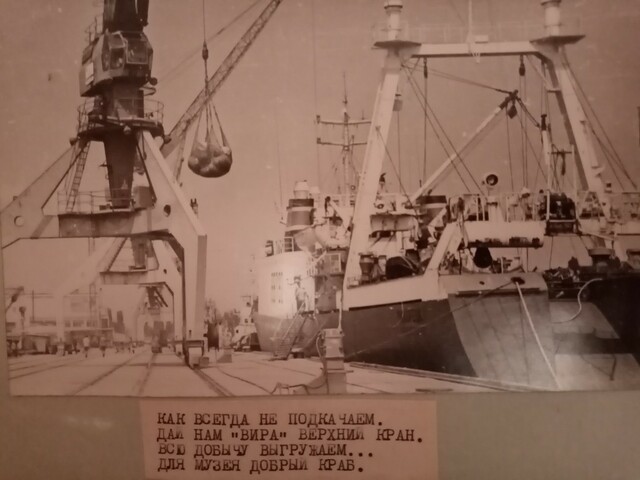 КАК ВСЕГДА НЕ ПОДКАЧАЕМ.
ДАЙ НАМ "ВИРА" ВЕРХНИЙ КРАН.
ВСЮ ДОБЫЧУ ВЫГРУЖАЕМ...
ДЛЯ МУЗЕЯ ДОБРЫЙ КРАБ.